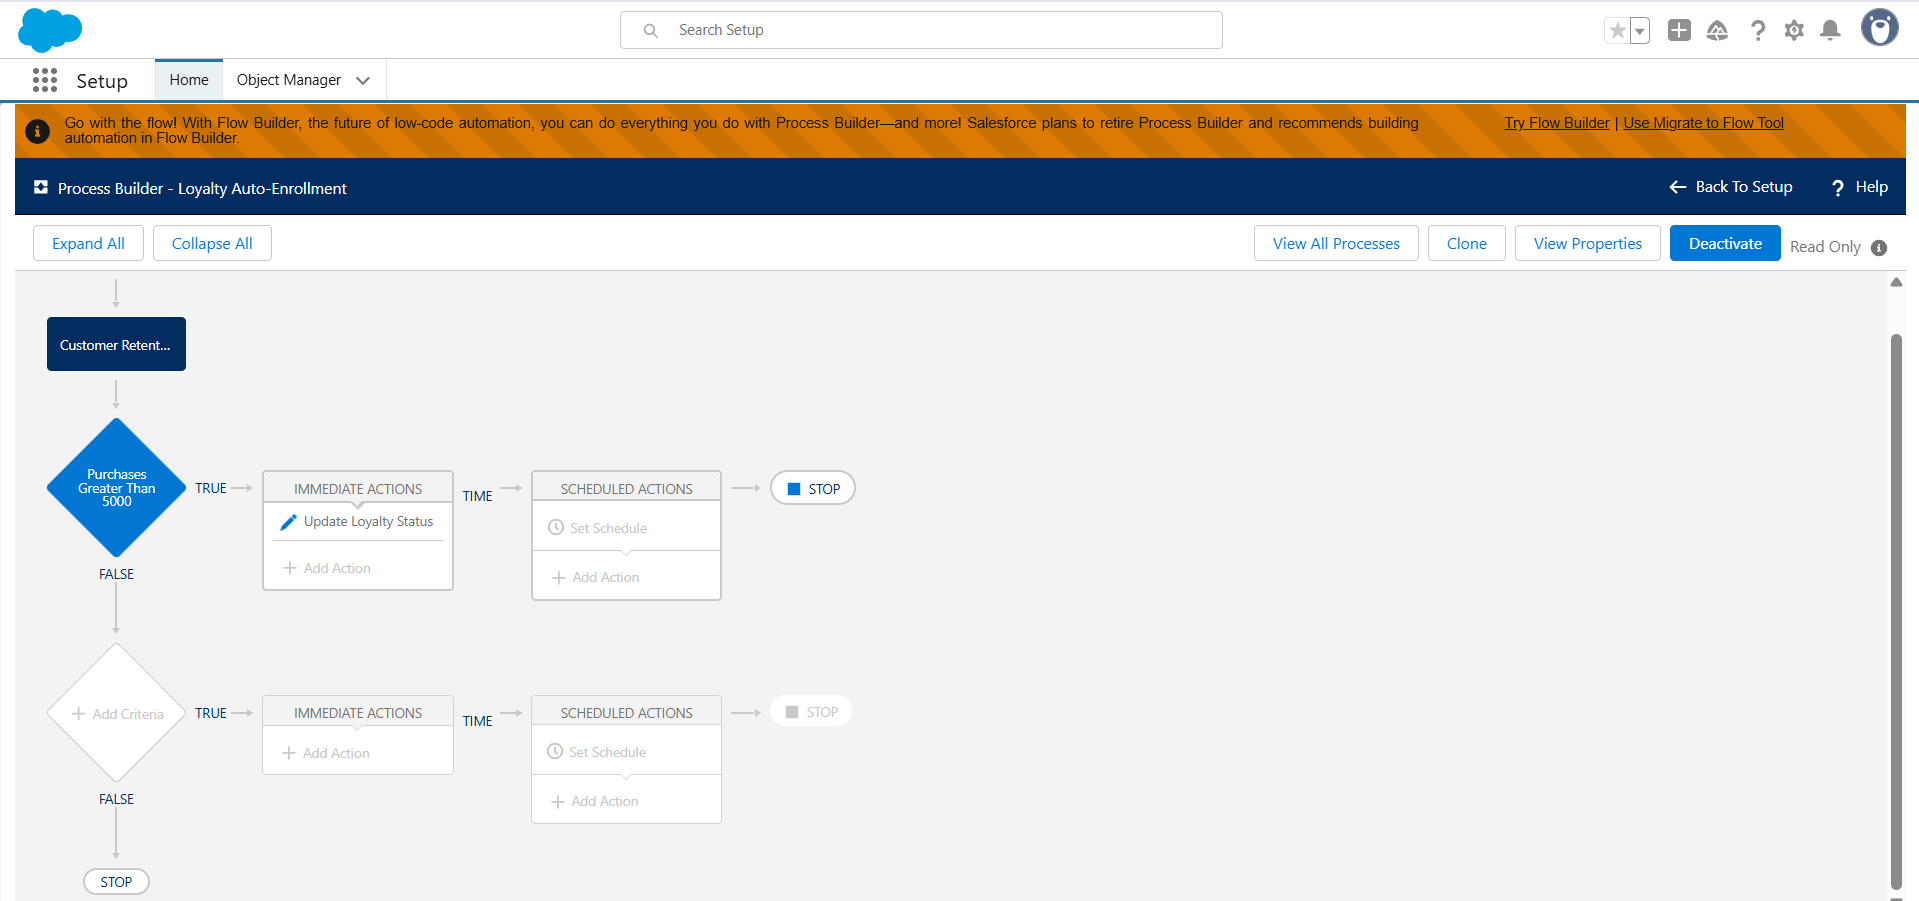 Search Setup
Setup
Home
Object Manager
Go with the flow! With Flow Builder, the future of low-code automation, you can do everything you do with Process Builder—and more! Salesforce plans to retire Process Builder and recommends building
automation in Flow Builder.
Try Flow Builder | Use Migrate to Flow Tool
Process Builder - Loyalty Auto-Enrollment
Back To Setup
? Help
Expand All
Collapse All
View All Processes
Clone
View Properties
Deactivate
Read Only
Customer Retent...
Purchases
Greater Than
5000
TRUE
IMMEDIATE ACTIONS
Update Loyalty Status
+ Add Action
TIME
SCHEDULED ACTIONS
Set Schedule
+ Add Action
STOP
FALSE
+ Add Criteria
TRUE
IMMEDIATE ACTIONS
+ Add Action
TIME
SCHEDULED ACTIONS
Set Schedule
+ Add Action
STOP
FALSE
STOP